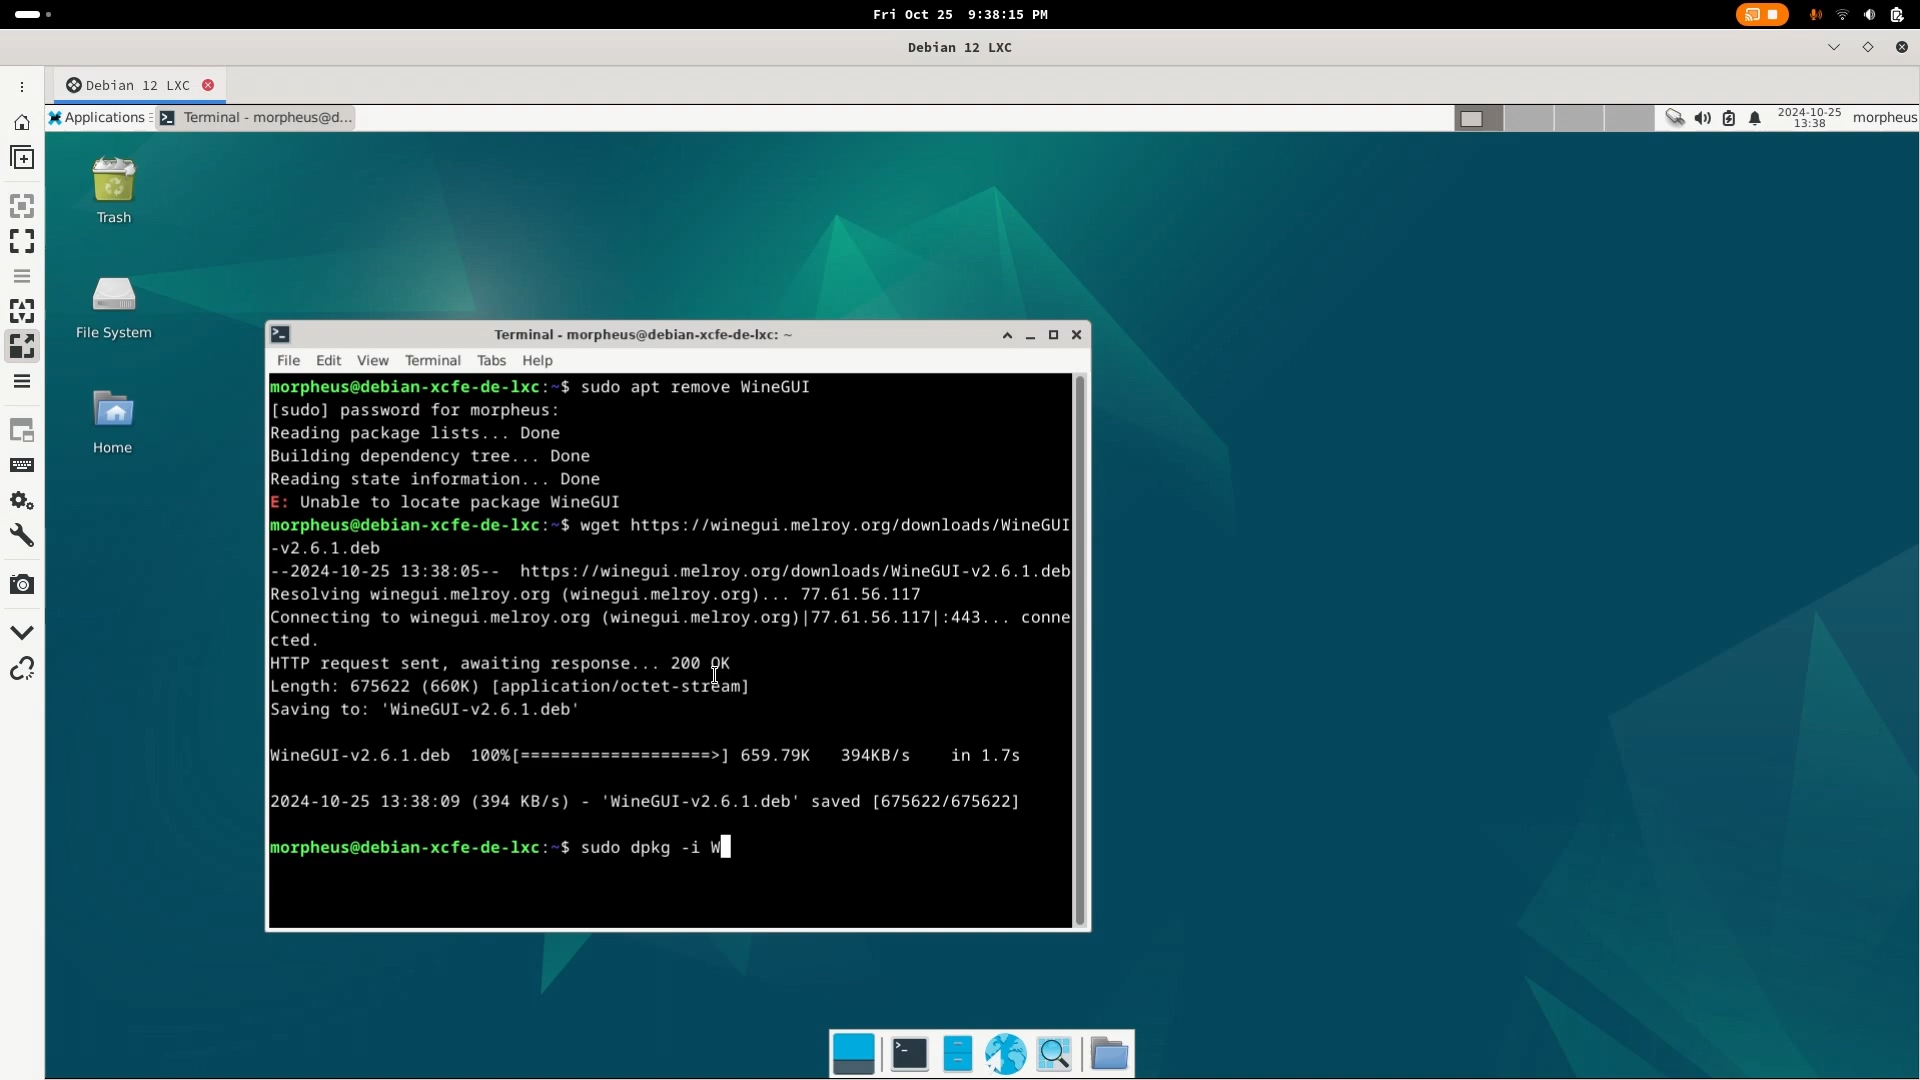 Fri Oct 25 9:38:15 PM
Debian 12 LXC
Debian 12 LXC
Applications Terminal - morpheus@d... 2024-10-25 13:38 morpheus
Trash
File System
Home
Terminal - morpheus@debian-xcfe-de-lxc: ~
File Edit View Terminal Tabs Help
morpheus@debian-xcfe-de-lxc:~$ sudo apt remove WineGUI
[sudo] password for morpheus:
Reading package lists... Done
Building dependency tree... Done
Reading state information... Done
E: Unable to locate package WineGUI
morpheus@debian-xcfe-de-lxc:~$ wget https://winegui.melroy.org/downloads/WineGUI
-v2.6.1.deb
--2024-10-25 13:38:05--  https://winegui.melroy.org/downloads/WineGUI-v2.6.1.deb
Resolving winegui.melroy.org (winegui.melroy.org)... 77.61.56.117
Connecting to winegui.melroy.org (winegui.melroy.org)|77.61.56.117|:443... conne
cted.
HTTP request sent, awaiting response... 200 OK
Length: 675622 (660K) [application/octet-stream]
Saving to: 'WineGUI-v2.6.1.deb'
WineGUI-v2.6.1.deb  100%[===================>] 659.79K   394KB/s    in 1.7s
2024-10-25 13:38:09 (394 KB/s) - 'WineGUI-v2.6.1.deb' saved [675622/675622]
morpheus@debian-xcfe-de-lxc:~$ sudo dpkg -i W